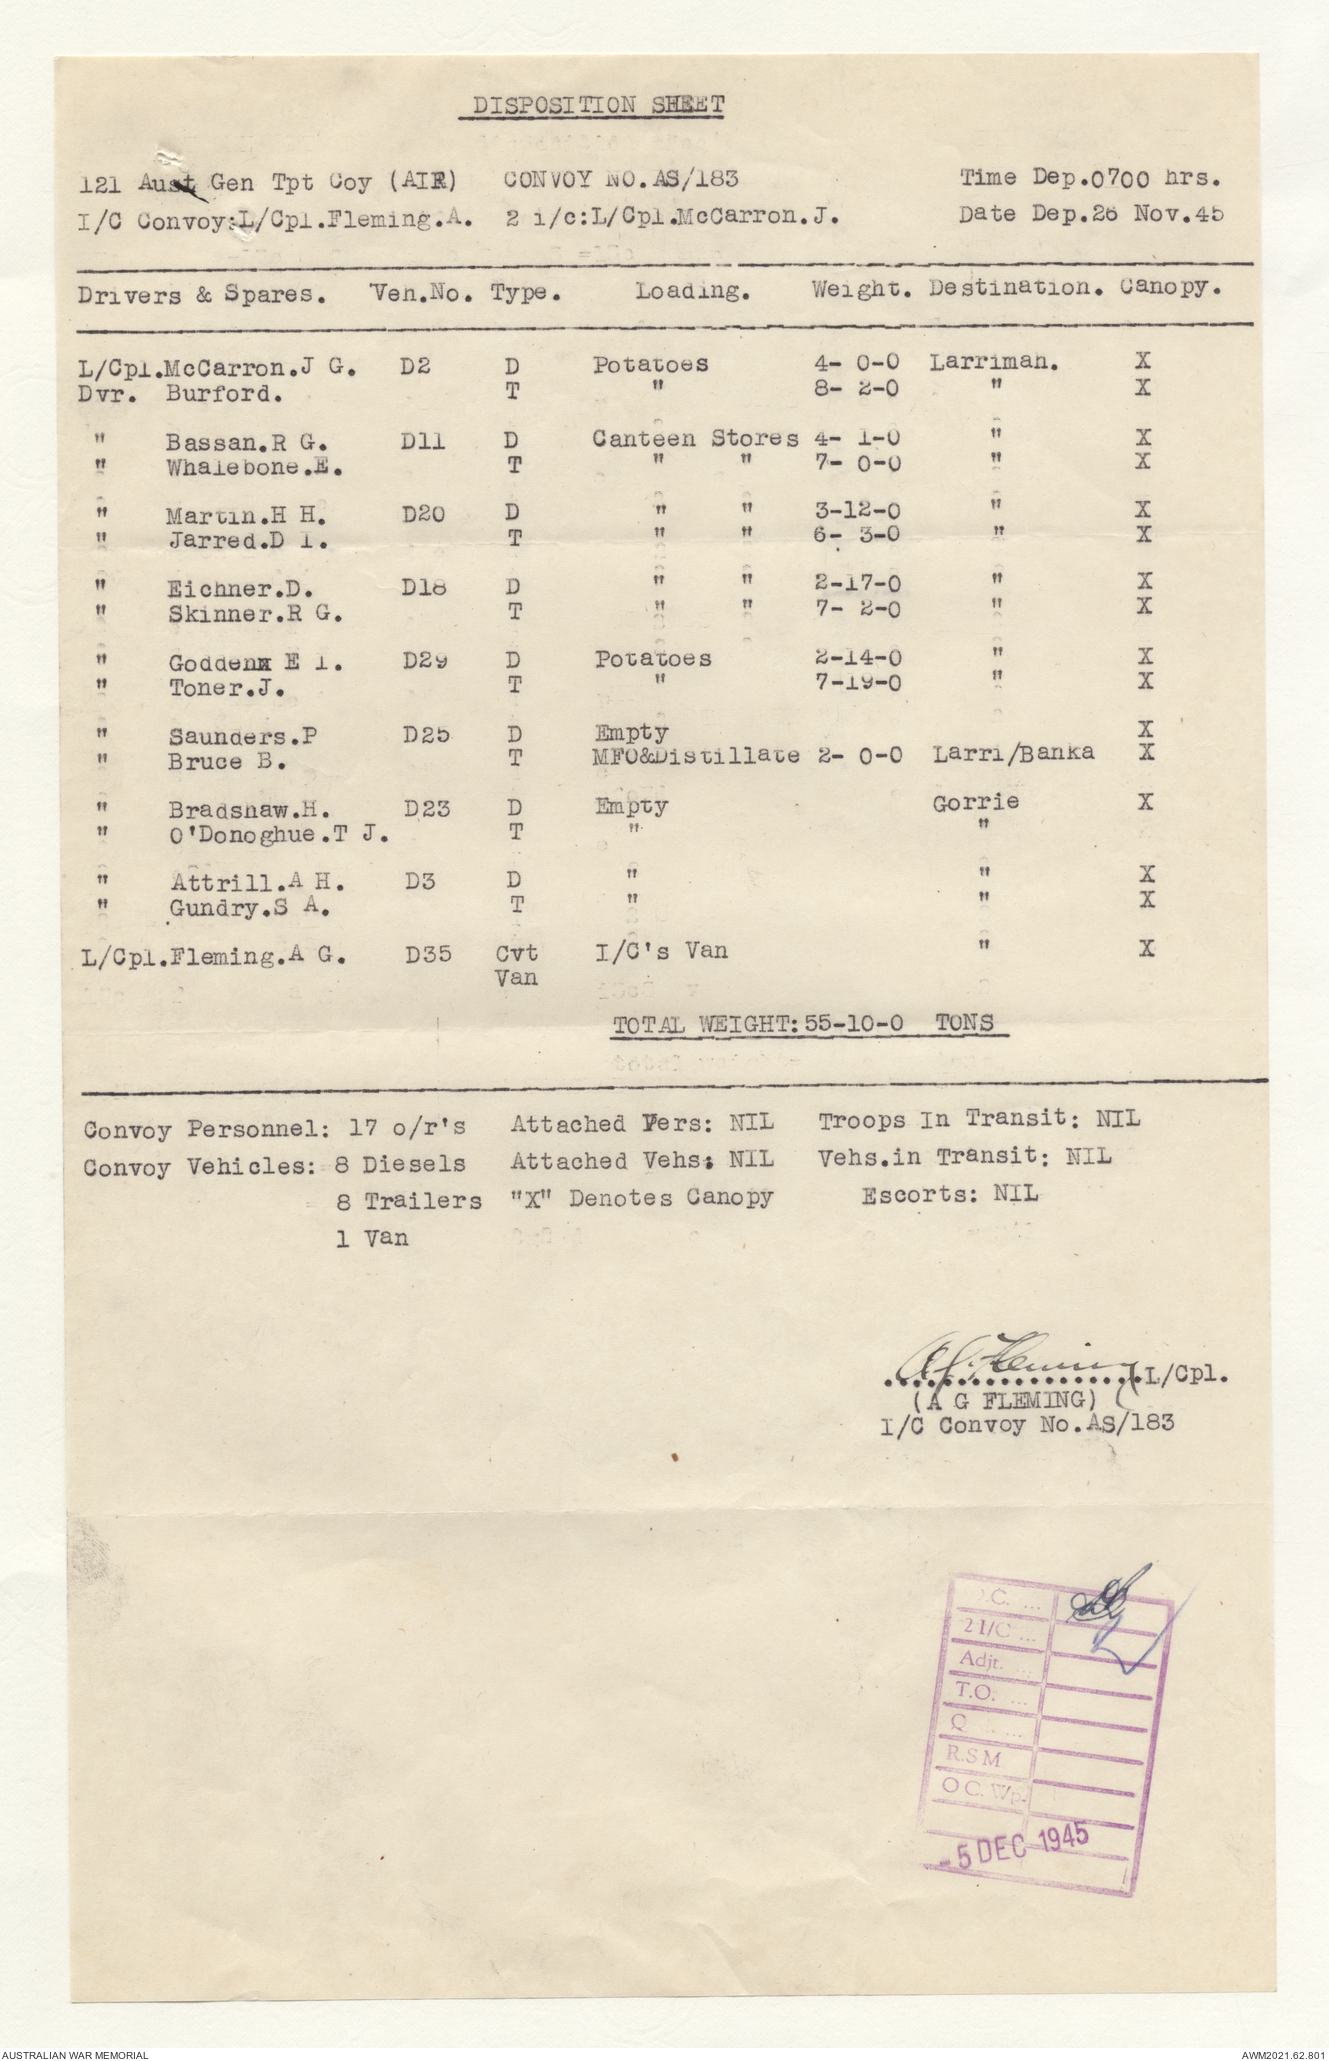 DISPOSITION SHEET
121 Aust Gen Tpt Coy (AIR) CONVOY NO.AS/183 Time Dep.0700 hrs.
I/C Convoy:L/Cpl.Fleming.A. 2 i/c:L/Cpl.McCarron.J. Date Dep.26 Nov.45
Drivers & Spares. Veh.No. Type. Loading. Weight. Destination. Canopy.
L/Cpl.McCarron.J G. D2 D Potatoes 4- 0-0 Larrimah. X
Dvr. Burford. T " 8- 2-0 " X
" Bassan.R G. D11 D Canteen Stores 4- 1-0 " X
" Whalebone.E. T " " 7- 0-0 " X
" Martin.H H. D20 D " " 3-12-0 " X
" Jarred.D I. T " " 6- 3-0 " X
" Eichner.D. D18 D " " 2-17-0 " X
" Skinner.R G. T " " 7- 2-0 " X
" Godden E I. D29 D Potatoes 2-14-0 " X
" Toner.J. T " 7-19-0 " X
" Saunders.P D25 D Empty X
" Bruce B. T MFO&Distillate 2- 0-0 Larri/Banka X
" Bradshaw.H. D23 D Empty Gorrie X
" O'Donoghue.T J. T " "
" Attrill.A H. D3 D " " X
" Gundry.S A. T " " X
L/Cpl.Fleming.A G. D35 Cvt I/C's Van " X
Van
TOTAL WEIGHT:55-10-0 TONS
Convoy Personnel: 17 o/r's Attached Pers: NIL Troops In Transit: NIL
Convoy Vehicles: 8 Diesels Attached Vehs: NIL Vehs.in Transit: NIL
8 Trailers "X" Denotes Canopy Escorts: NIL
1 Van
A G Fleming L/Cpl.
(A G FLEMING)
I/C Convoy No.AS/183
O.C. ...
2 I/C ...
Adjt. ...
T.O. ...
Q. ...
R.S M
O C. Wp.
- 5 DEC 1945
AUSTRALIAN WAR MEMORIAL AWM2021.62.801